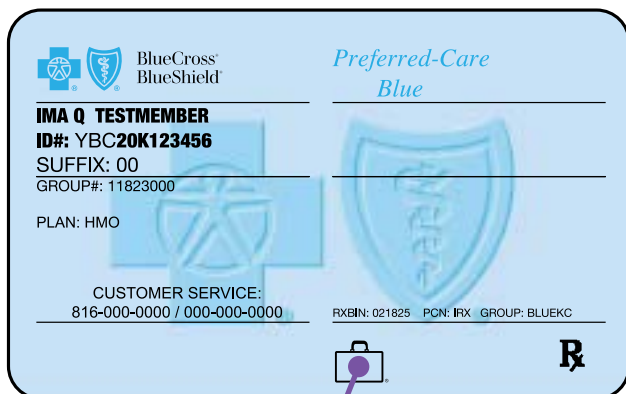 BlueCross®
BlueShield®
Preferred-Care
Blue
IMA Q TESTMEMBER
ID#: YBC20K123456
SUFFIX: 00
GROUP#: 11823000
PLAN: HMO
CUSTOMER SERVICE:
816-000-0000 / 000-000-0000
RXBIN: 021825 PCN: IRX GROUP: BLUEKC
Rx